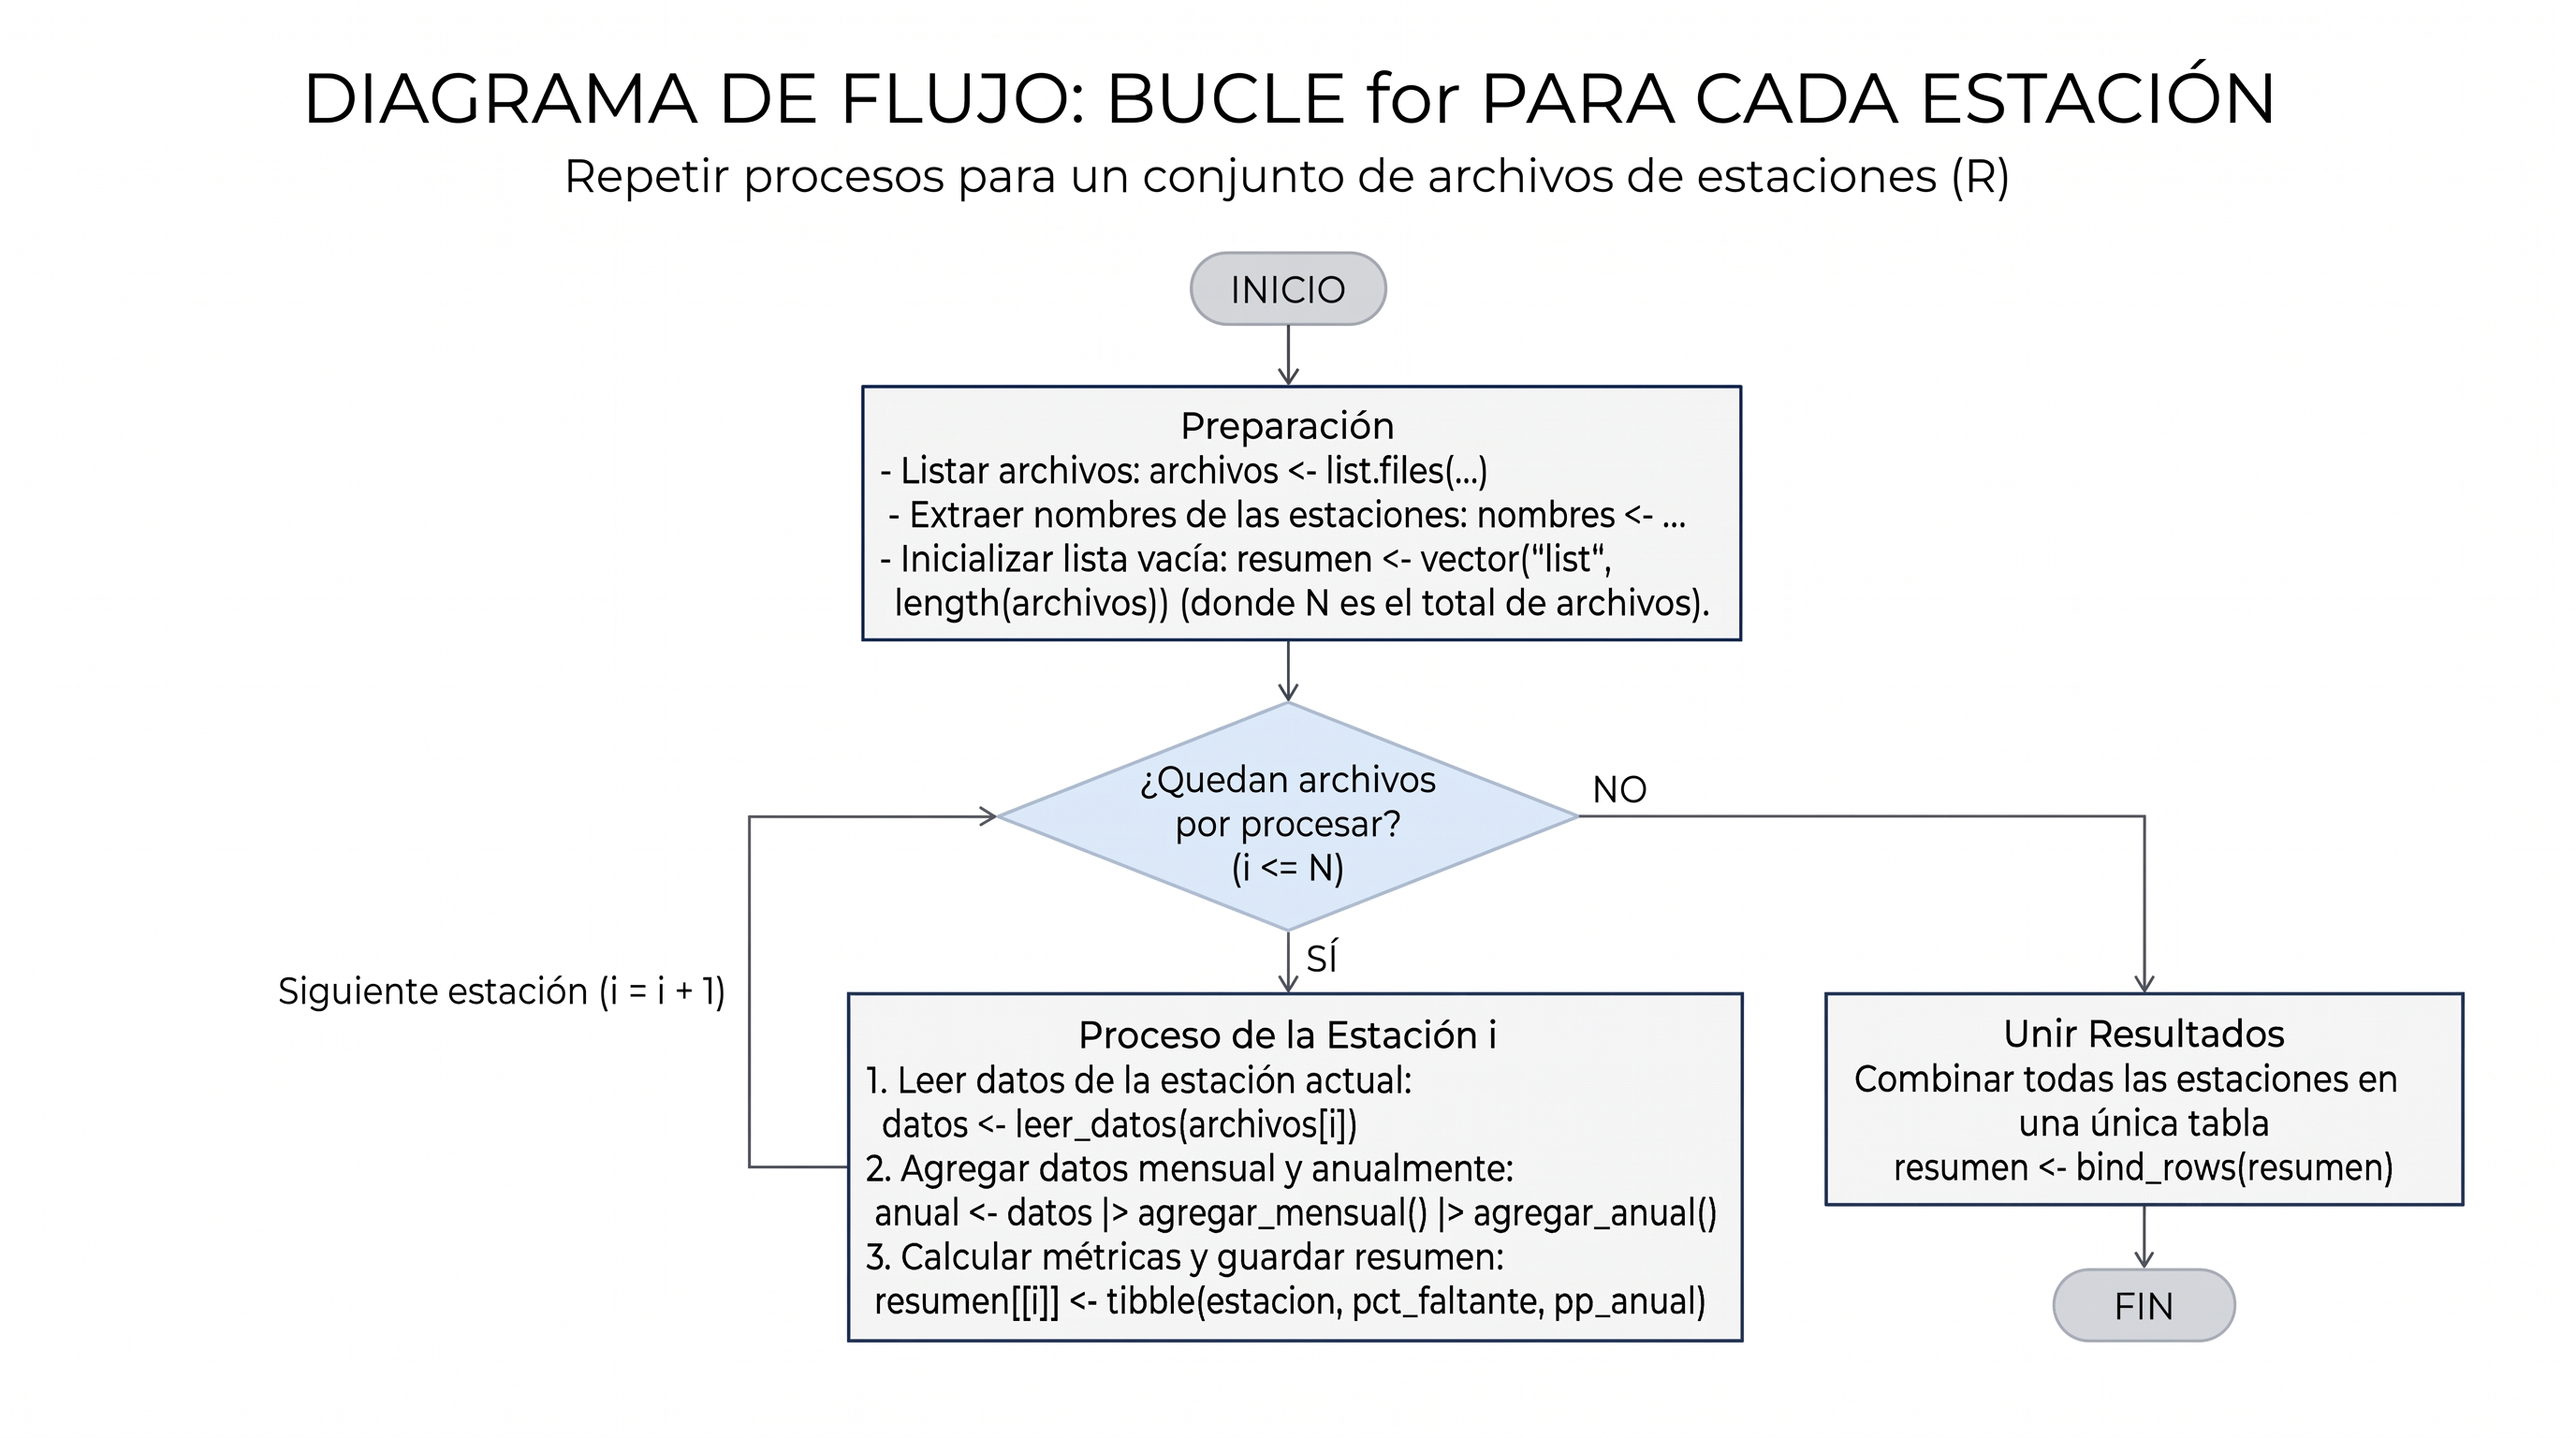 DIAGRAMA DE FLUJO: BUCLE for PARA CADA ESTACIÓN
Repetir procesos para un conjunto de archivos de estaciones (R)
INICIO
Preparación
- Listar archivos: archivos <- list.files(...)
- Extraer nombres de las estaciones: nombres <- ...
- Inicializar lista vacía: resumen <- vector(“list“,
length(archivos)) (donde N es el total de archivos).
¿Quedan archivos
por procesar?
(i <= N)
NO
SÍ
Siguiente estación (i = i + 1)
Proceso de la Estación i
1. Leer datos de la estación actual:
datos <- leer_datos(archivos[i])
2. Agregar datos mensual y anualmente:
anual <- datos |> agregar_mensual() |> agregar_anual()
3. Calcular métricas y guardar resumen:
resumen[[i]] <- tibble(estacion, pct_faltante, pp_anual)
Unir Resultados
Combinar todas las estaciones en
una única tabla
resumen <- bind_rows(resumen)
FIN